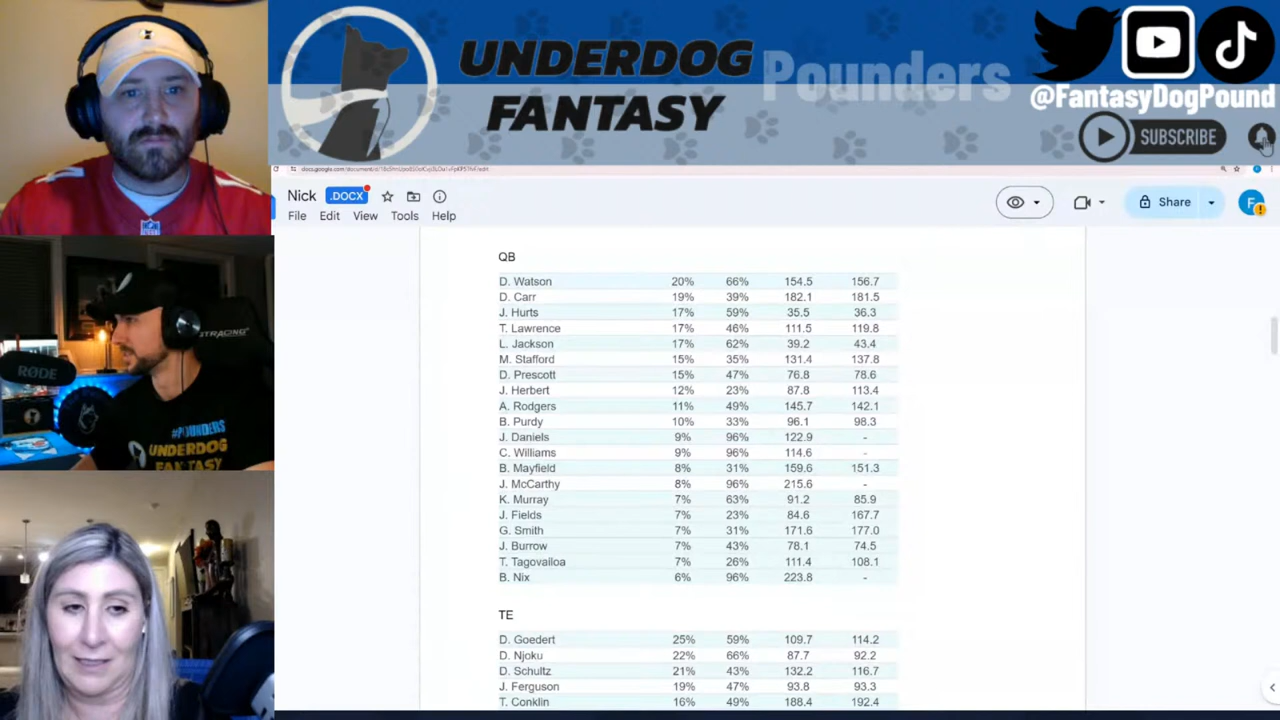 UNDERDOG
FANTASY
Pounders
@FantasyDogPound
SUBSCRIBE
Nick .DOCX
File Edit View Tools Help
Share
F
QB
D. Watson 20% 66% 154.5 156.7
D. Carr 19% 39% 182.1 181.5
J. Hurts 17% 59% 35.5 36.3
T. Lawrence 17% 46% 111.5 119.8
L. Jackson 17% 62% 39.2 43.4
M. Stafford 15% 35% 131.4 137.8
D. Prescott 15% 47% 76.8 78.6
J. Herbert 12% 23% 87.8 113.4
A. Rodgers 11% 49% 145.7 142.1
B. Purdy 10% 33% 96.1 98.3
J. Daniels 9% 96% 122.9 -
C. Williams 9% 96% 114.6 -
B. Mayfield 8% 31% 159.6 151.3
J. McCarthy 8% 96% 215.6 -
K. Murray 7% 63% 91.2 85.9
J. Fields 7% 23% 84.6 167.7
G. Smith 7% 31% 171.6 177.0
J. Burrow 7% 43% 78.1 74.5
T. Tagovailoa 7% 26% 111.4 108.1
B. Nix 6% 96% 223.8 -
TE
D. Goedert 25% 59% 109.7 114.2
D. Njoku 22% 66% 87.7 92.2
D. Schultz 21% 43% 132.2 116.7
J. Ferguson 19% 47% 93.8 93.3
T. Conklin 16% 49% 188.4 192.4
RØDE
#POUNDERS
UNDERDOG
FANTASY